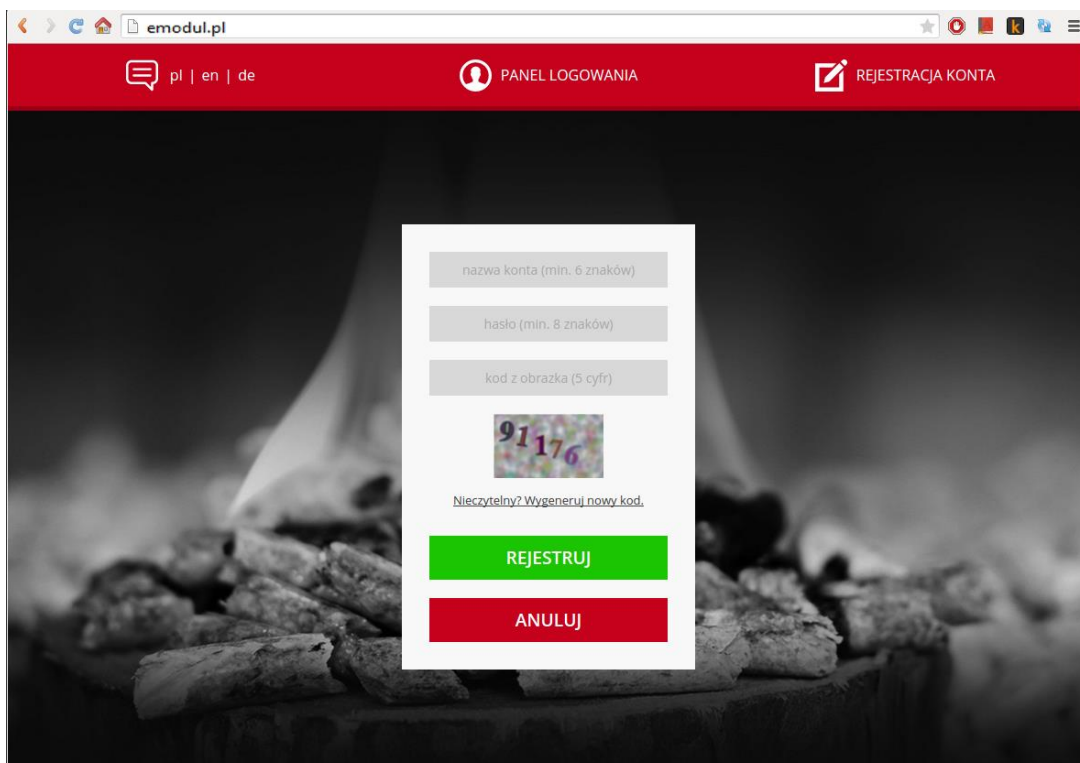 emodul.pl
pl | en | de
PANEL LOGOWANIA
REJESTRACJA KONTA
nazwa konta (min. 6 znaków)
hasło (min. 8 znaków)
kod z obrazka (5 cyfr)
91176
Nieczytelny? Wygeneruj nowy kod.
REJESTRUJ
ANULUJ